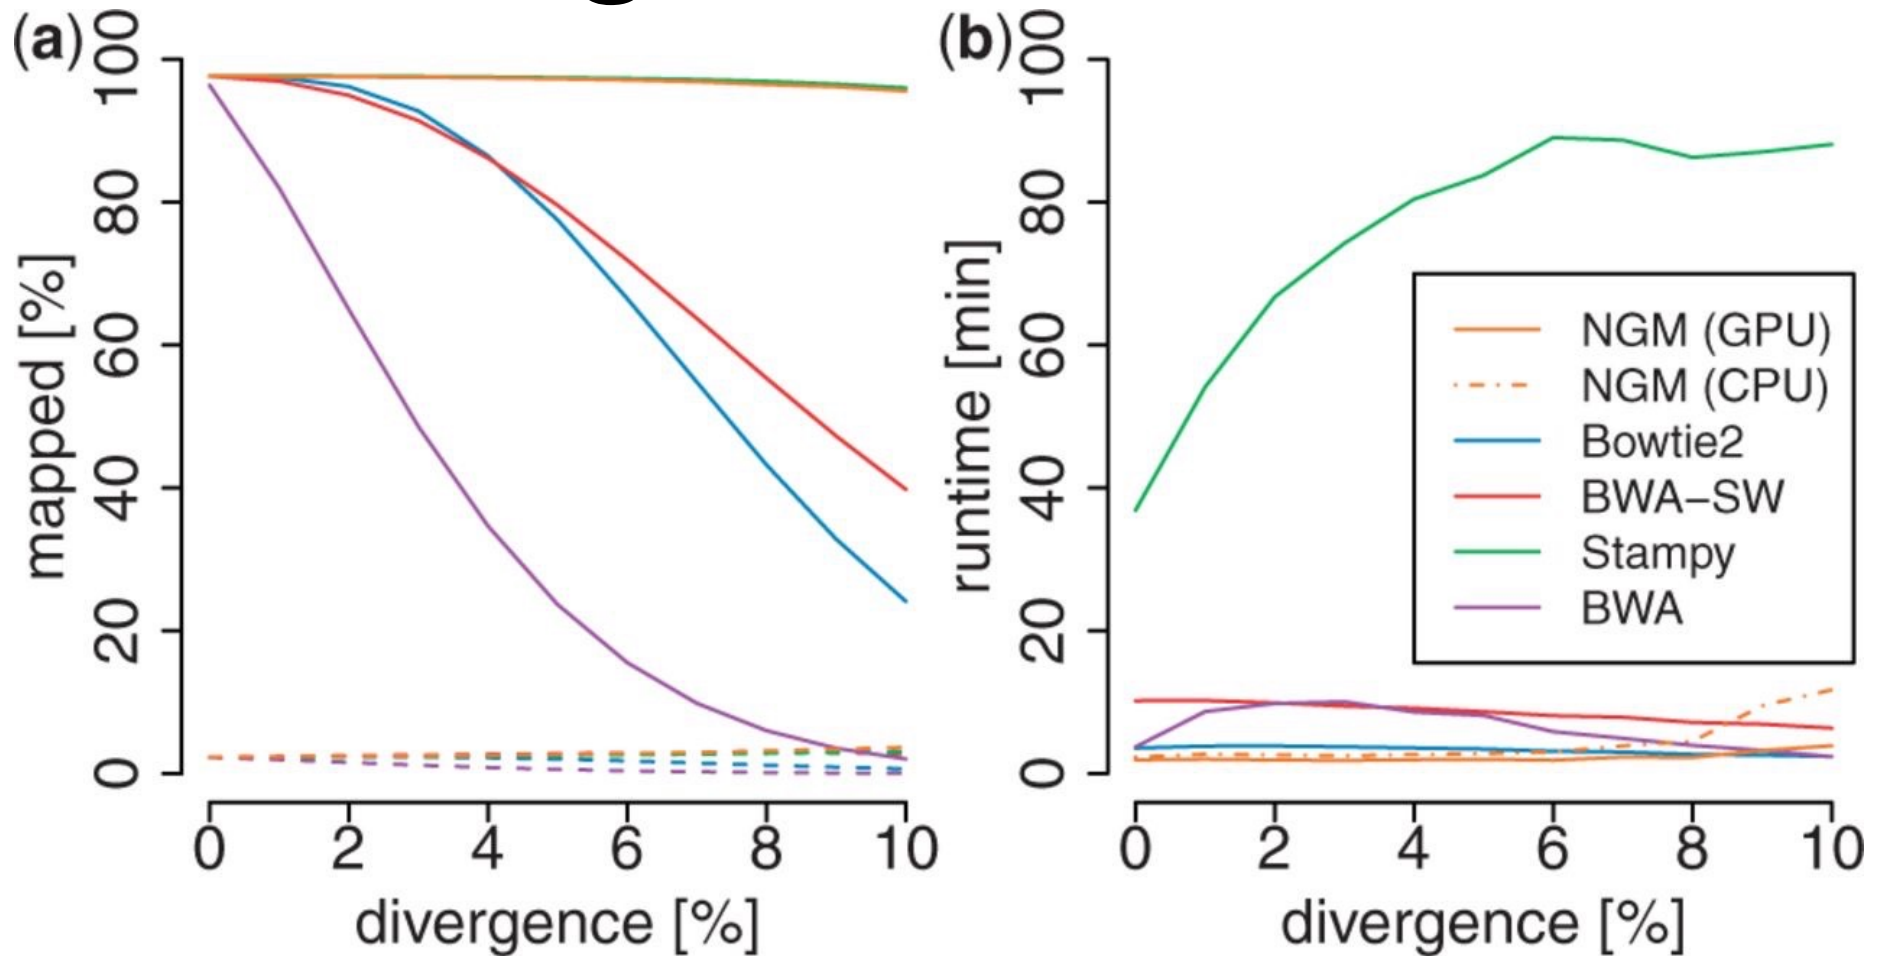 (a)
100
80
60
40
20
0
mapped [%]
0 2 4 6 8 10
divergence [%]
(b)
100
80
60
40
20
0
runtime [min]
NGM (GPU)
NGM (CPU)
Bowtie2
BWA−SW
Stampy
BWA
0 2 4 6 8 10
divergence [%]